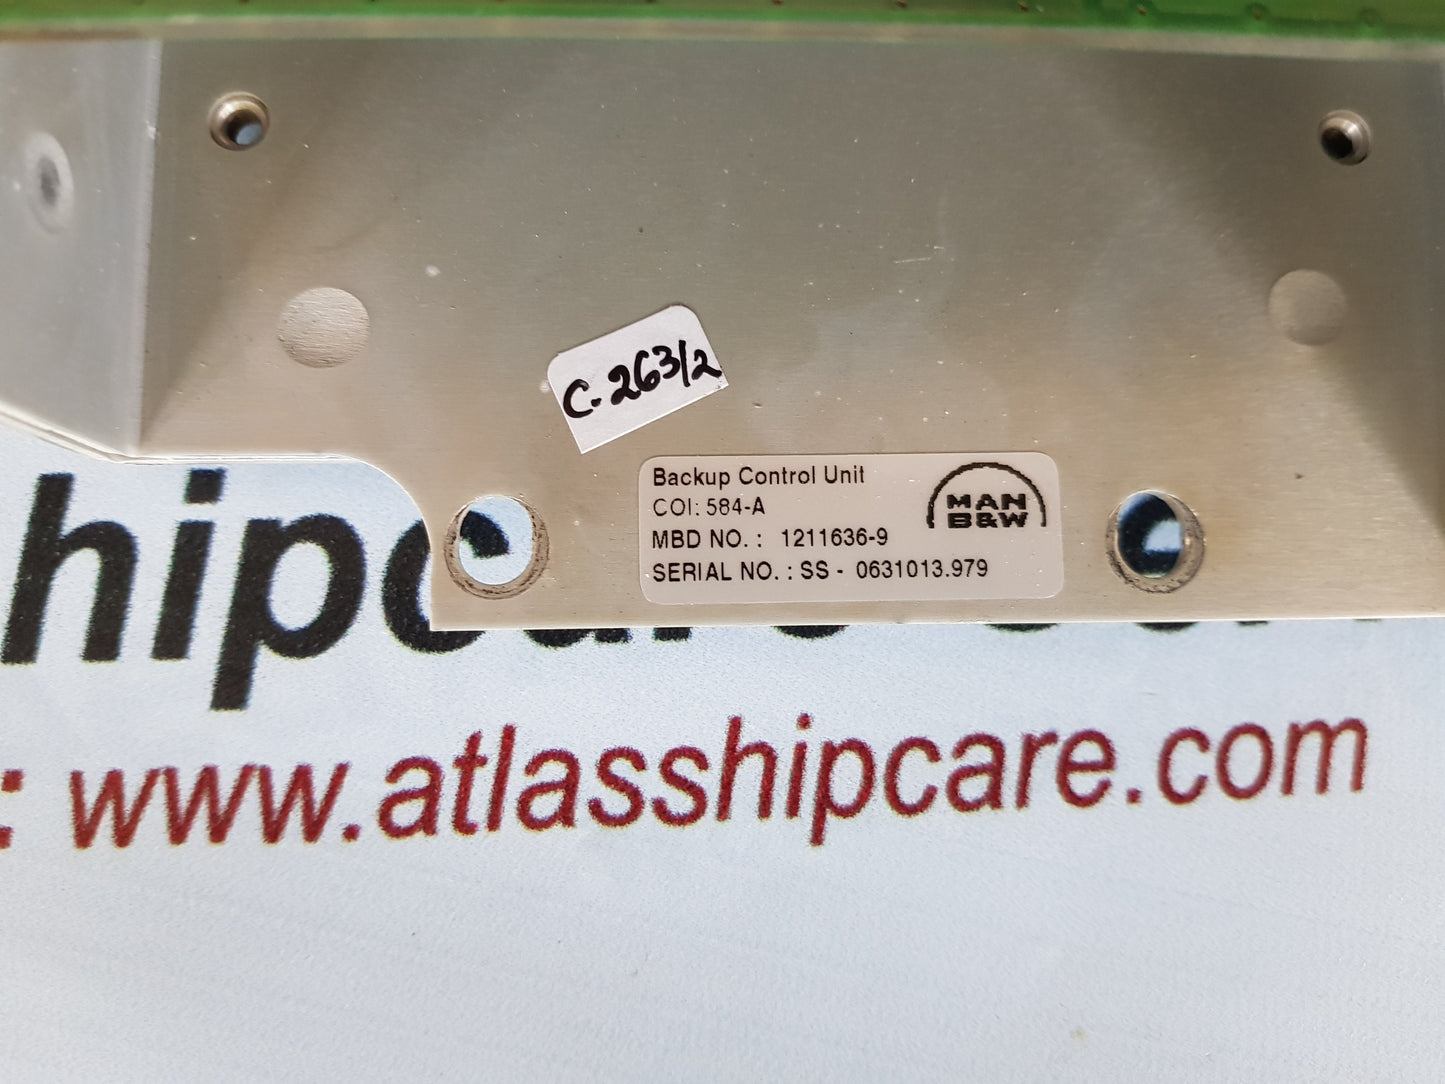 C. 263/2
Backup Control Unit
COI: 584-A
MBD NO. : 1211636-9
SERIAL NO. : SS - 0631013.979
MAN
B&W
: www.atlasshipcare.com